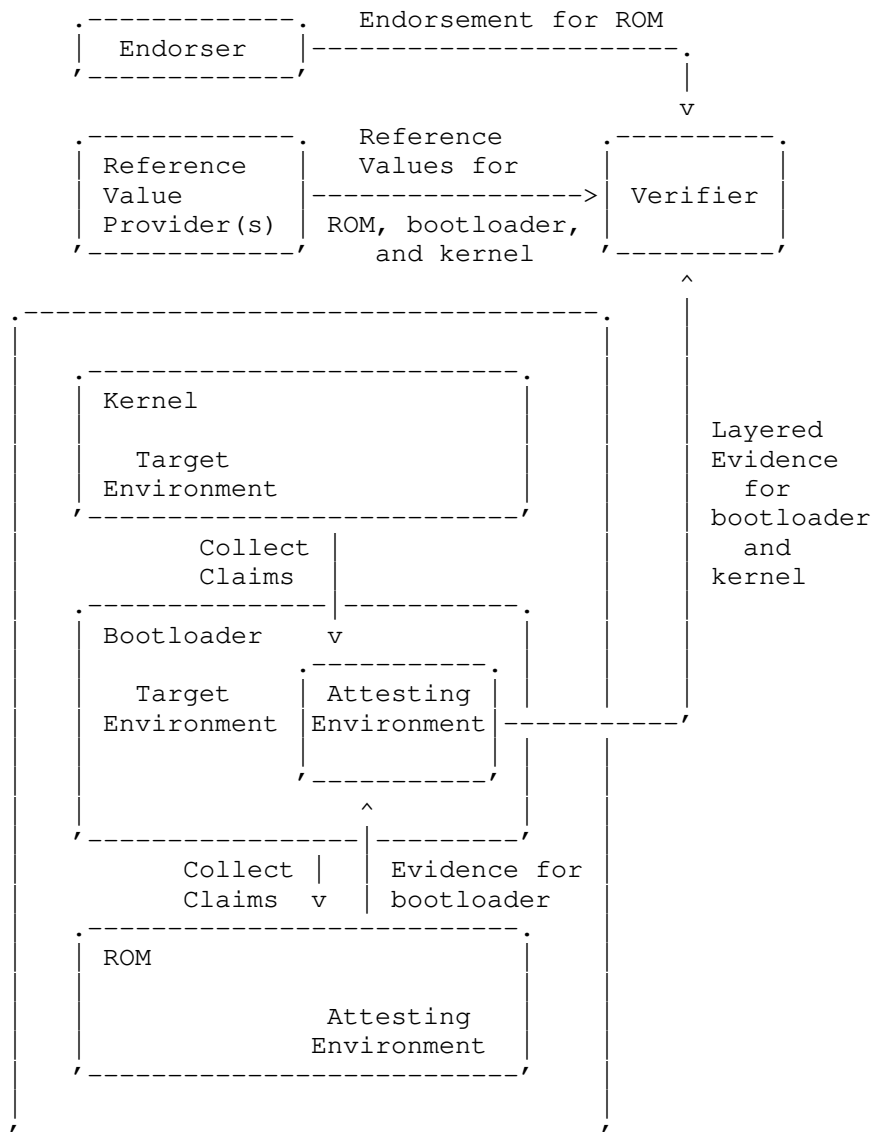 Endorsement for ROM
Endorser
Reference
Values for
Reference
Value
Provider(s)
Verifier
ROM, bootloader,
and kernel
Kernel
Target
Environment
Layered
Evidence
for
bootloader
and
kernel
Collect
Claims
Bootloader
Target
Environment
Attesting
Environment
Collect
Claims
Evidence for
bootloader
ROM
Attesting
Environment